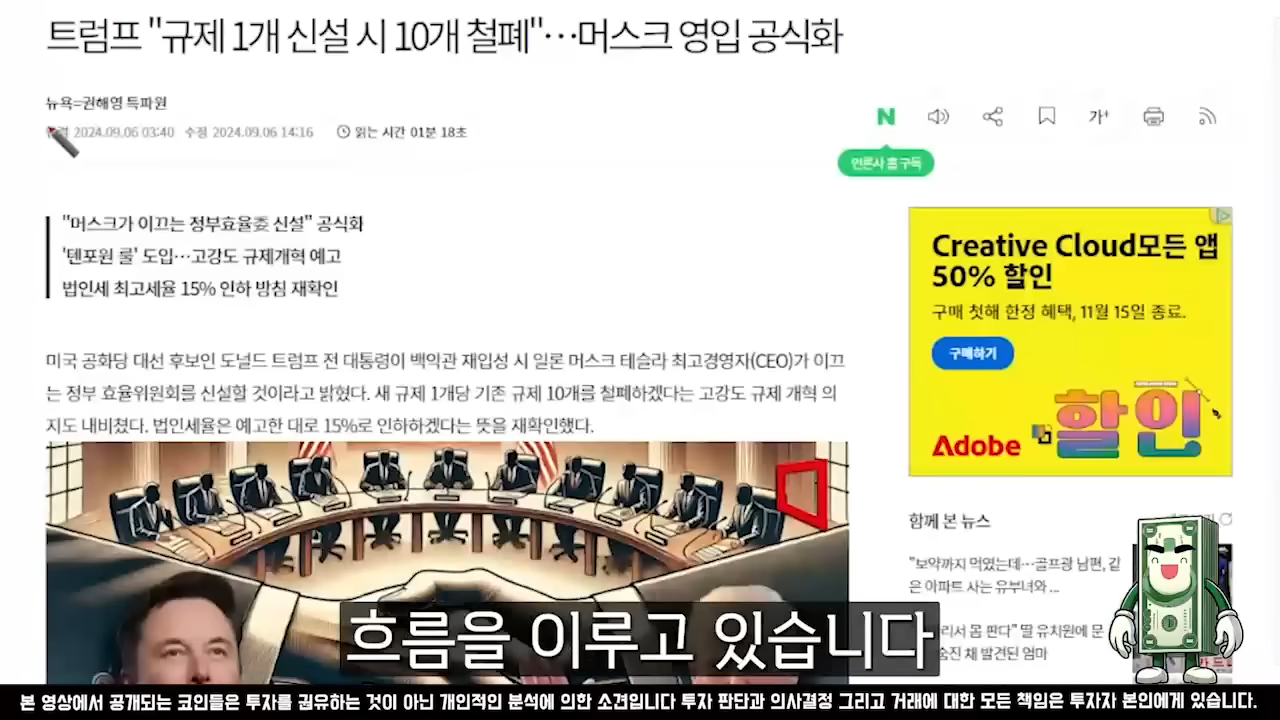 트럼프 "규제 1개 신설 시 10개 철폐"…머스크 영입 공식화
뉴욕=권해영 특파원
2024.09.06 03:40 수정 2024.09.06 14:16 읽는 시간 01분 18초
N
가+
언론사 홈 구독
"머스크가 이끄는 정부효율委 신설" 공식화
'텐포원 룰' 도입…고강도 규제개혁 예고
법인세 최고세율 15% 인하 방침 재확인
미국 공화당 대선 후보인 도널드 트럼프 전 대통령이 백악관 재입성 시 일론 머스크 테슬라 최고경영자(CEO)가 이끄
는 정부 효율위원회를 신설할 것이라고 밝혔다. 새 규제 1개당 기존 규제 10개를 철폐하겠다는 고강도 규제 개혁 의
지도 내비쳤다. 법인세율은 예고한 대로 15%로 인하하겠다는 뜻을 재확인했다.
Creative Cloud모든 앱
50% 할인
구매 첫해 한정 혜택, 11월 15일 종료.
구매하기
할인
Adobe
함께 본 뉴스
"보약까지 먹였는데…골프광 남편, 같
은 아파트 사는 유부녀와...
몸 판다" 딸 유치원에 문
숨진 채 발견된 엄마
흐름을 이루고 있습니다
본 영상에서 공개되는 코인들은 투자를 권유하는 것이 아닌 개인적인 분석에 의한 소견입니다 투자 판단과 의사결정 그리고 거래에 대한 모든 책임은 투자자 본인에게 있습니다.